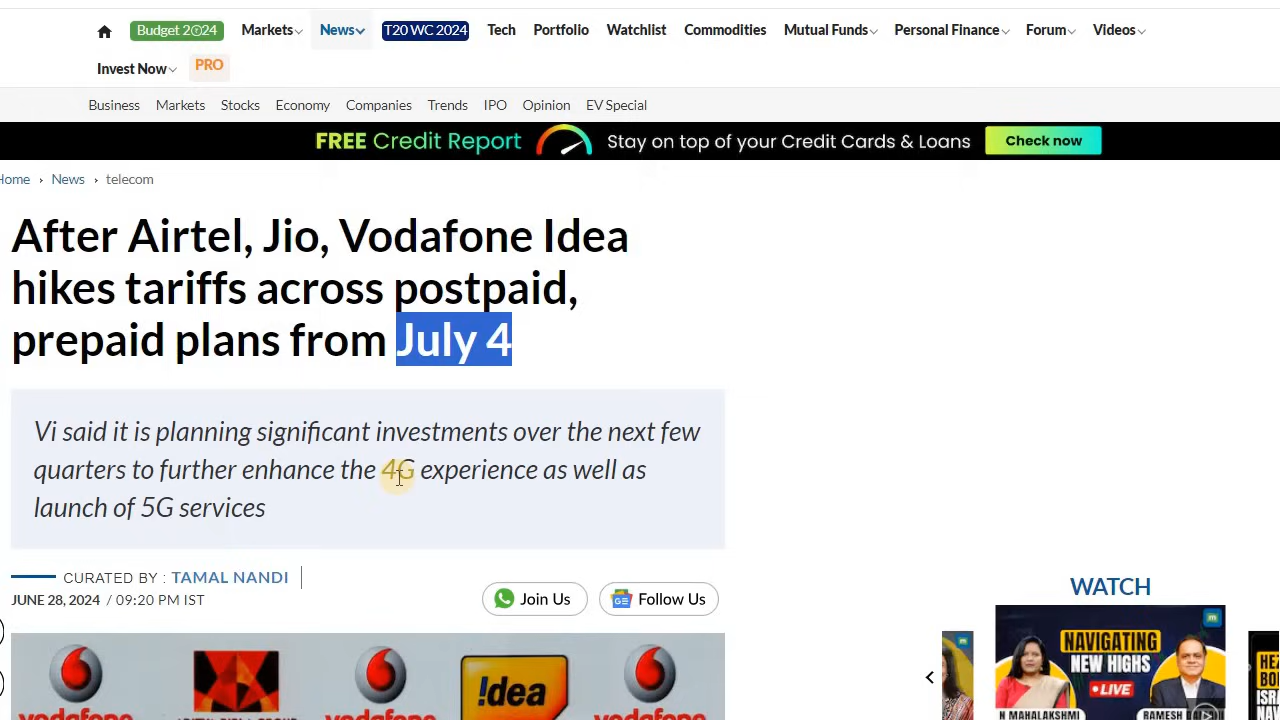 Budget 2024 Markets News T20 WC 2024 Tech Portfolio Watchlist Commodities Mutual Funds Personal Finance Forum Videos
Invest Now PRO
Business Markets Stocks Economy Companies Trends IPO Opinion EV Special
FREE Credit Report Stay on top of your Credit Cards & Loans Check now
Home › News › telecom
After Airtel, Jio, Vodafone Idea
hikes tariffs across postpaid,
prepaid plans from July 4
Vi said it is planning significant investments over the next few
quarters to further enhance the 4G experience as well as
launch of 5G services
CURATED BY : TAMAL NANDI
JUNE 28, 2024 / 09:20 PM IST
Join Us
GE Follow Us
vodafone vodafone !dea vodafone
WATCH
m
m
NAVIGATING
NEW HIGHS
• LIVE
N MAHALAKSHMI RAMESH